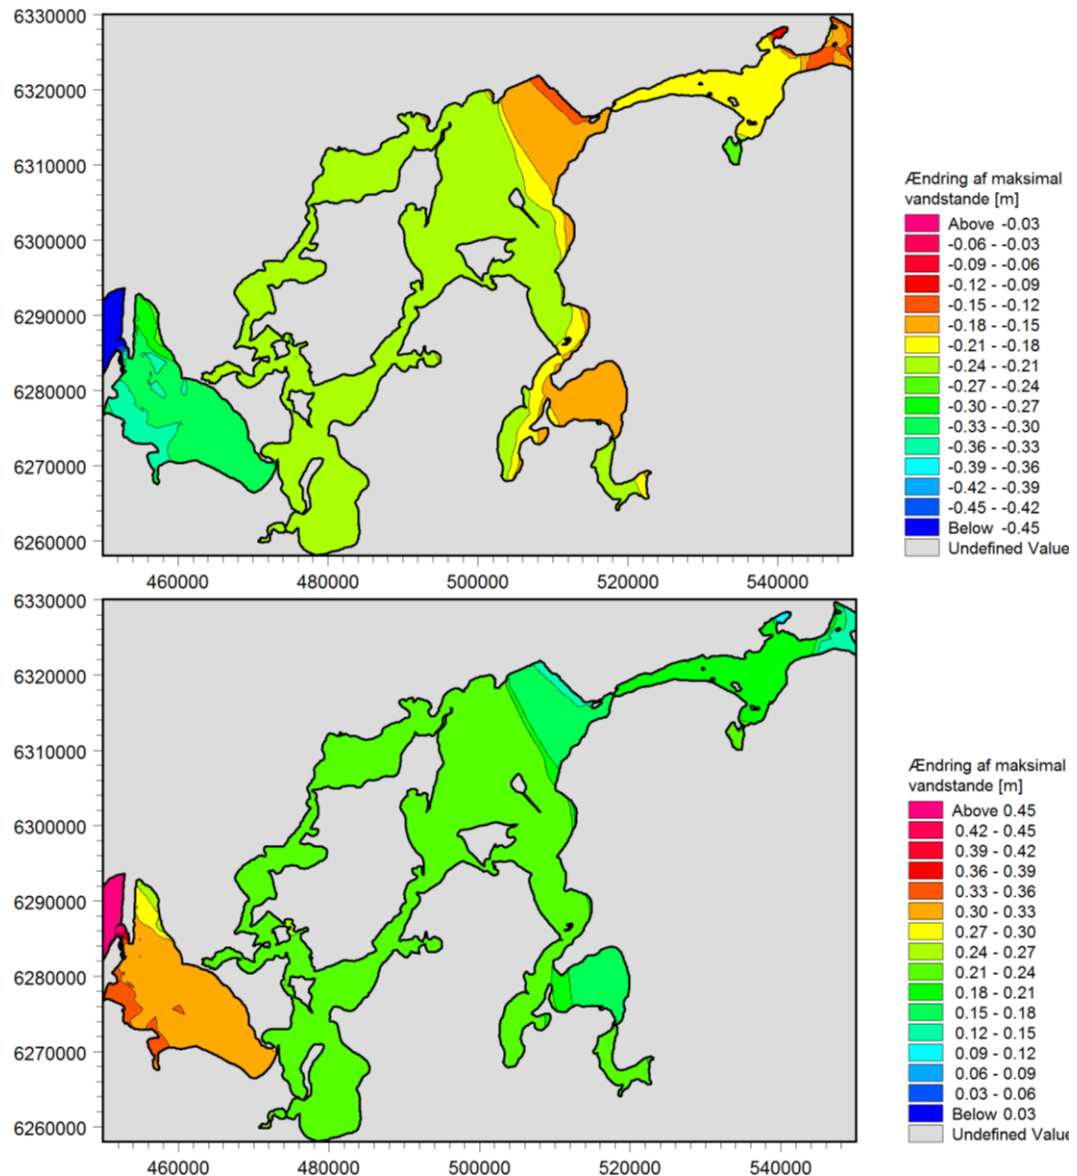 6330000
6320000
6310000
6300000
6290000
6280000
6270000
6260000
460000 480000 500000 520000 540000
Ændring af maksimal
vandstande [m]
Above -0.03
-0.06 - -0.03
-0.09 - -0.06
-0.12 - -0.09
-0.15 - -0.12
-0.18 - -0.15
-0.21 - -0.18
-0.24 - -0.21
-0.27 - -0.24
-0.30 - -0.27
-0.33 - -0.30
-0.36 - -0.33
-0.39 - -0.36
-0.42 - -0.39
-0.45 - -0.42
Below -0.45
Undefined Value
6330000
6320000
6310000
6300000
6290000
6280000
6270000
6260000
460000 480000 500000 520000 540000
Ændring af maksimal
vandstande [m]
Above 0.45
0.42 - 0.45
0.39 - 0.42
0.36 - 0.39
0.33 - 0.36
0.30 - 0.33
0.27 - 0.30
0.24 - 0.27
0.21 - 0.24
0.18 - 0.21
0.15 - 0.18
0.12 - 0.15
0.09 - 0.12
0.06 - 0.09
0.03 - 0.06
Below 0.03
Undefined Value